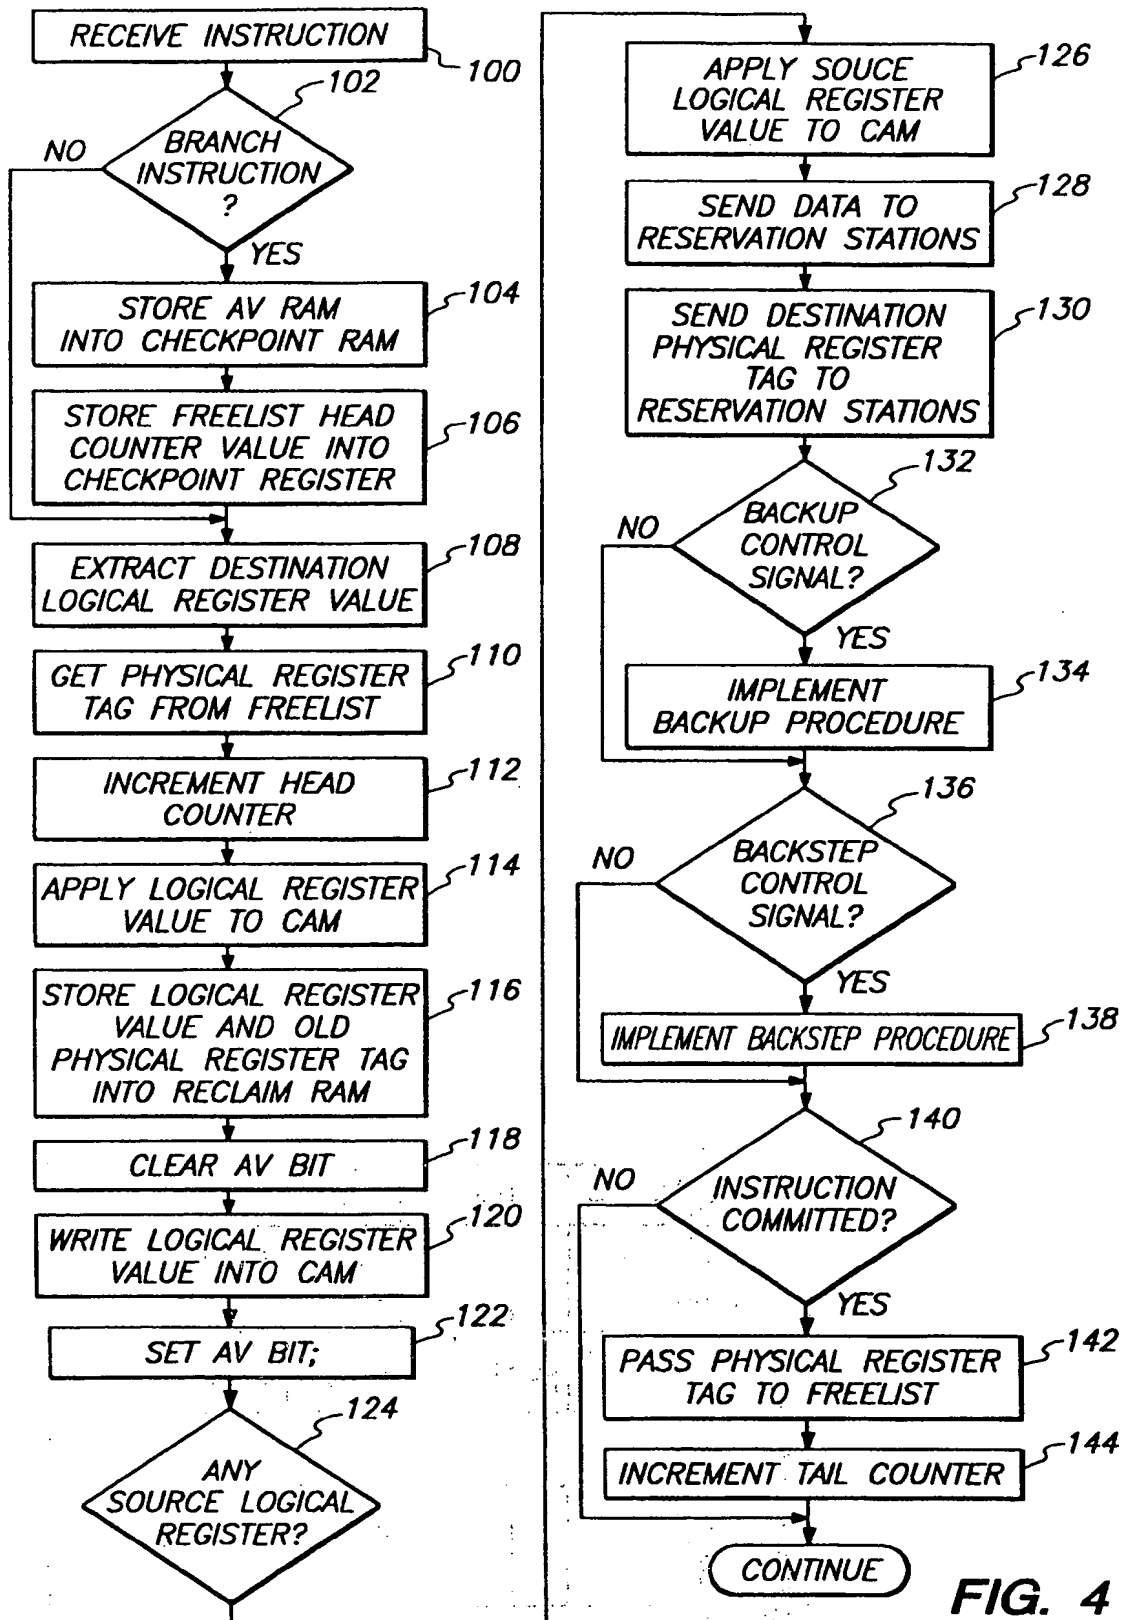 RECEIVE INSTRUCTION
100
102
BRANCH
INSTRUCTION
?
NO
YES
STORE AV RAM
INTO CHECKPOINT RAM
104
STORE FREELIST HEAD
COUNTER VALUE INTO
CHECKPOINT REGISTER
106
EXTRACT DESTINATION
LOGICAL REGISTER VALUE
108
GET PHYSICAL REGISTER
TAG FROM FREELIST
110
INCREMENT HEAD
COUNTER
112
APPLY LOGICAL REGISTER
VALUE TO CAM
114
STORE LOGICAL REGISTER
VALUE AND OLD
PHYSICAL REGISTER TAG
INTO RECLAIM RAM
116
CLEAR AV BIT
118
WRITE LOGICAL REGISTER
VALUE INTO CAM
120
SET AV BIT;
122
124
ANY
SOURCE LOGICAL
REGISTER?
APPLY SOUCE
LOGICAL REGISTER
VALUE TO CAM
126
SEND DATA TO
RESERVATION STATIONS
128
SEND DESTINATION
PHYSICAL REGISTER
TAG TO
RESERVATION STATIONS
130
132
BACKUP
CONTROL
SIGNAL?
NO
YES
IMPLEMENT
BACKUP PROCEDURE
134
136
BACKSTEP
CONTROL
SIGNAL?
NO
YES
IMPLEMENT BACKSTEP PROCEDURE
138
140
INSTRUCTION
COMMITTED?
NO
YES
PASS PHYSICAL REGISTER
TAG TO FREELIST
142
INCREMENT TAIL COUNTER
144
CONTINUE
FIG. 4